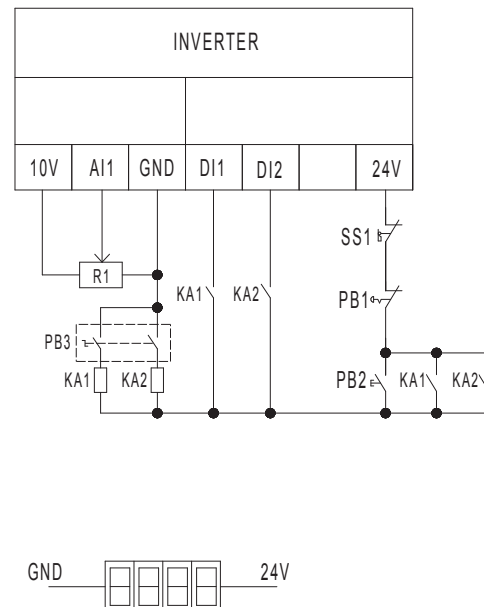 INVERTER
10V AI1 GND DI1 DI2 24V
SS1
R1
KA1 KA2 PB1
PB3
KA1 KA2 PB2 KA1 KA2
GND 24V